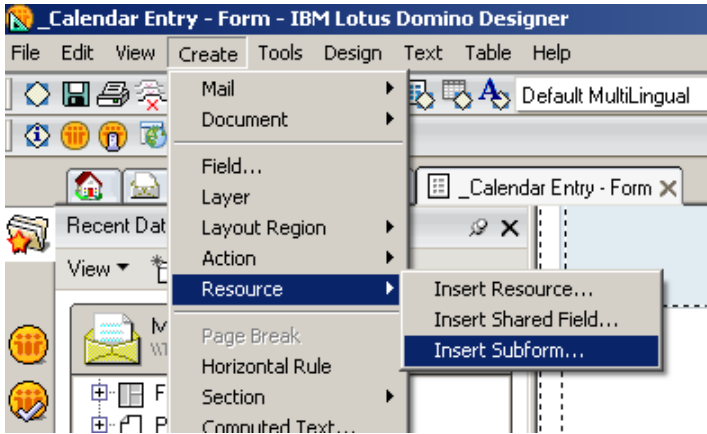 _Calendar Entry - Form - IBM Lotus Domino Designer
File Edit View Create Tools Design Text Table Help
Mail
Default MultiLingual
Document
Field...
_Calendar Entry - Form
Layer
Recent Dat
Layout Region
Action
View
Resource
Insert Resource...
Insert Shared Field...
Page Break
Insert Subform...
Horizontal Rule
Section
Computed Text...